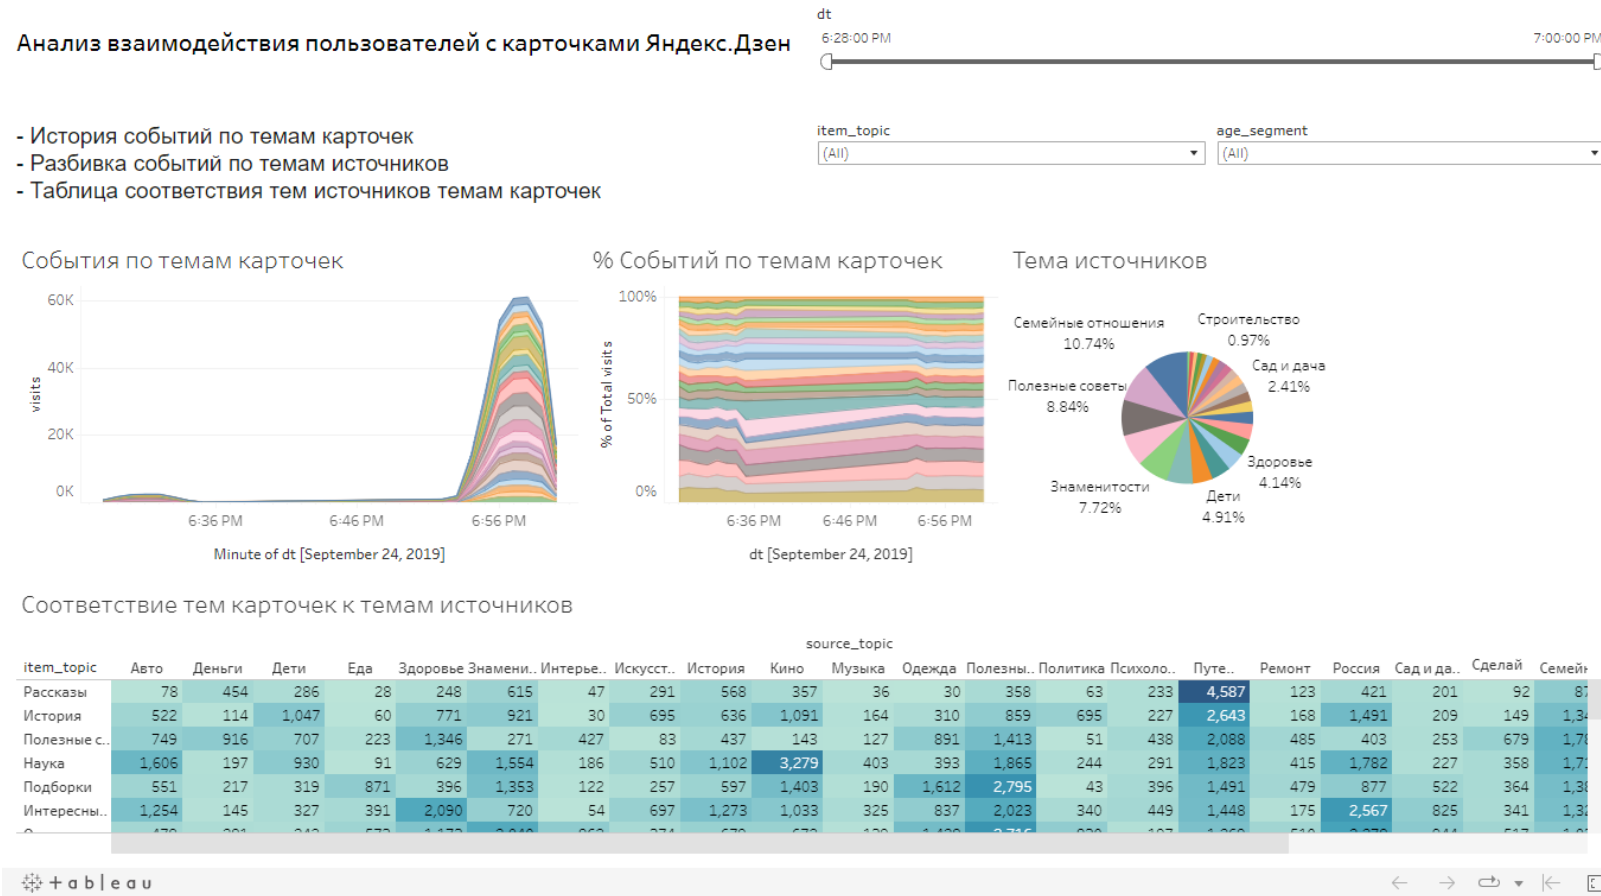 Анализ взаимодействия пользователей с карточками Яндекс.Дзен
dt
6:28:00 PM 7:00:00 PM
- История событий по темам карточек
- Разбивка событий по темам источников
- Таблица соответствия тем источников темам карточек
item_topic age_segment
(All) (All)
События по темам карточек
60K
40K
20K
0K
visits
6:36 PM 6:46 PM 6:56 PM
Minute of dt [September 24, 2019]
% Событий по темам карточек
100%
50%
0%
% of Total visits
6:36 PM 6:46 PM 6:56 PM
dt [September 24, 2019]
Тема источников
Семейные отношения
10.74%
Строительство
0.97%
Сад и дача
2.41%
Полезные советы
8.84%
Здоровье
4.14%
Знаменитости
7.72%
Дети
4.91%
Соответствие тем карточек к темам источников
source_topic
item_topic Авто Деньги Дети Еда Здоровье Знамени.. Интерье.. Искусст.. История Кино Музыка Одежда Полезны.. Политика Психоло.. Путе.. Ремонт Россия Сад и да.. Сделай Семей
Рассказы 78 454 286 28 248 615 47 291 568 357 36 30 358 63 233 4,587 123 421 201 92
История 522 114 1,047 60 771 921 30 695 636 1,091 164 310 859 695 227 2,643 168 1,491 209 149
Полезные с.. 749 916 707 223 1,346 271 427 83 437 143 127 891 1,413 51 438 2,088 485 403 253 679
Наука 1,606 197 930 91 629 1,554 186 510 1,102 3,279 403 393 1,865 244 291 1,823 415 1,782 227 358
Подборки 551 217 319 871 396 1,353 122 257 597 1,403 190 1,612 2,795 43 396 1,491 479 877 522 364
Интересны.. 1,254 145 327 391 2,090 720 54 697 1,273 1,033 325 837 2,023 340 449 1,448 175 2,567 825 341
+ableau